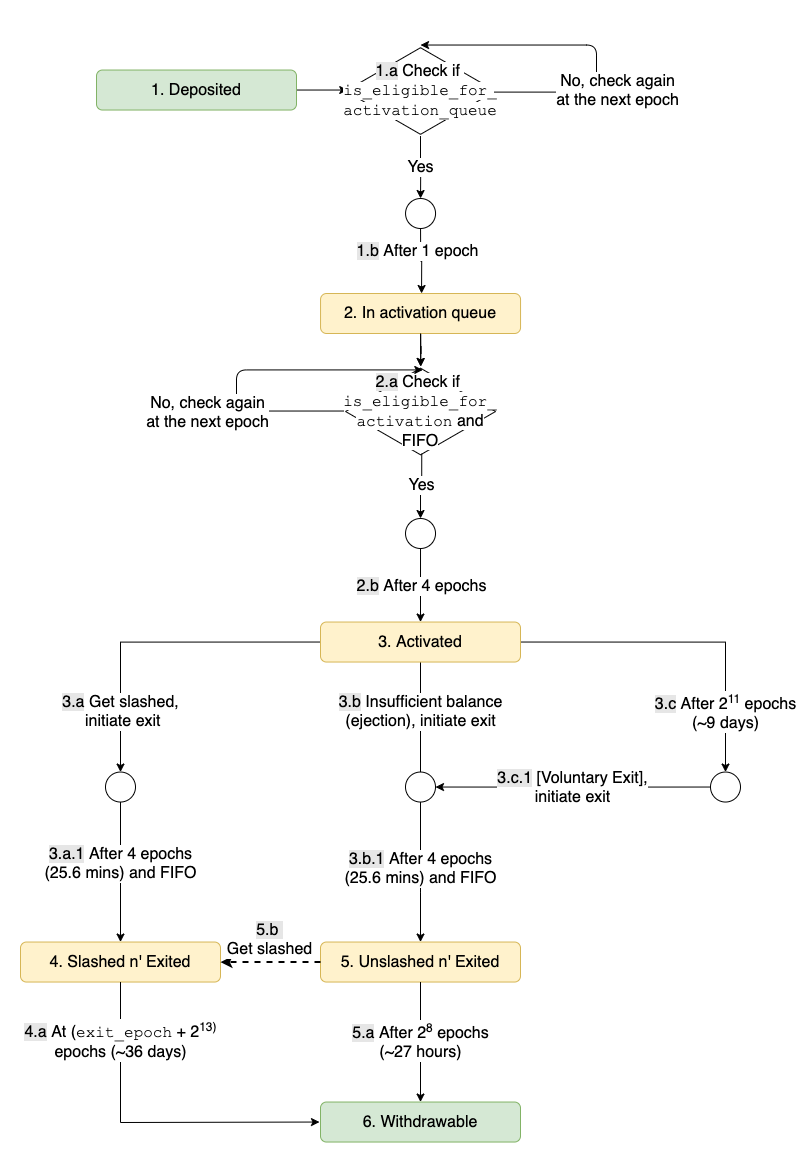 1.a Check if
1. Deposited
is_eligible_for_
activation_queue
No, check again
at the next epoch
Yes
1.b After 1 epoch
2. In activation queue
2.a Check if
is_eligible_for_
activation and
FIFO
No, check again
at the next epoch
Yes
2.b After 4 epochs
3. Activated
3.a Get slashed,
initiate exit
3.b Insufficient balance
(ejection), initiate exit
3.c After 2¹¹ epochs
(~9 days)
3.c.1 [Voluntary Exit],
initiate exit
3.a.1 After 4 epochs
(25.6 mins) and FIFO
3.b.1 After 4 epochs
(25.6 mins) and FIFO
5.b
Get slashed
4. Slashed n' Exited
5. Unslashed n' Exited
4.a At (exit_epoch + 2¹³⁾
epochs (~36 days)
5.a After 2⁸ epochs
(~27 hours)
6. Withdrawable